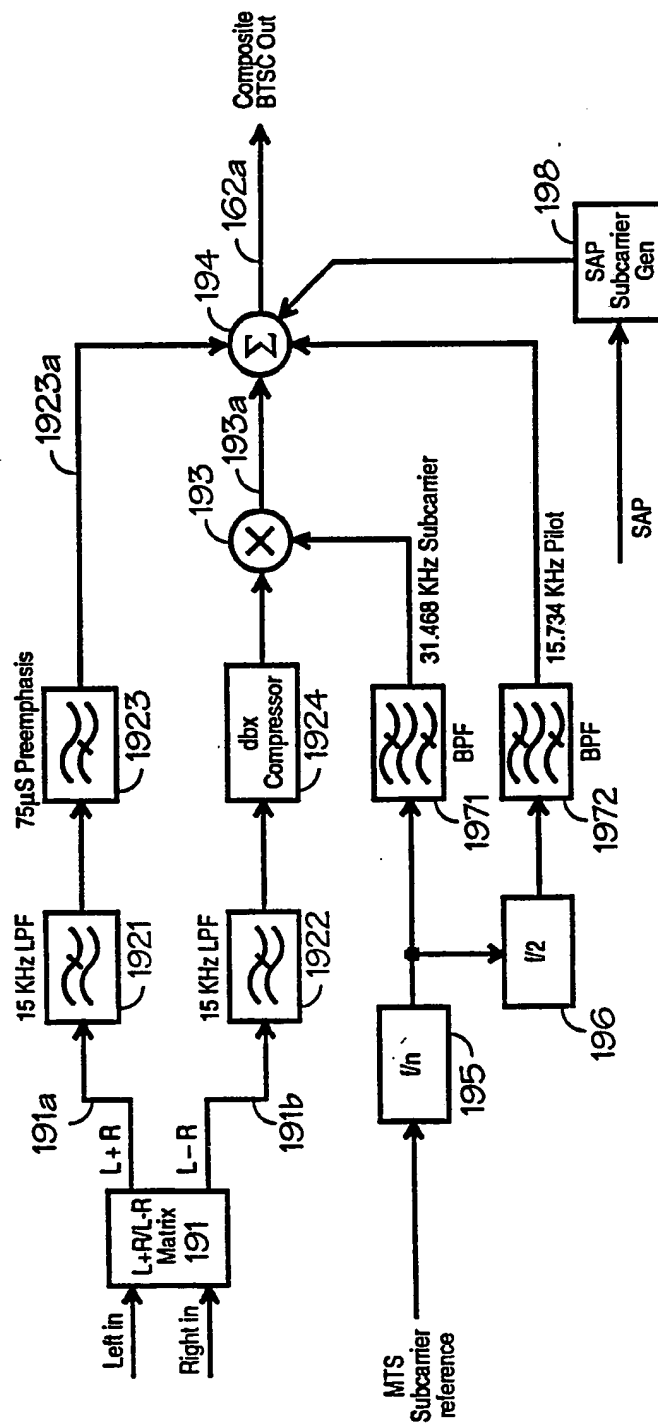 Left in
Right in
L+R/L-R
Matrix
191
L+R
L−R
191a
191b
15 KHz LPF
1921
15 KHz LPF
1922
75µS Preemphasis
1923
dbx
Compressor
1924
1923a
193
193a
194
Σ
162a
Composite
BTSC Out
MTS
Subcarrier
reference
f/n
195
f/2
196
BPF
1971
31.468 KHz Subcarrier
BPF
1972
15.734 KHz Pilot
SAP
SAP
Subcarrier
Gen
198